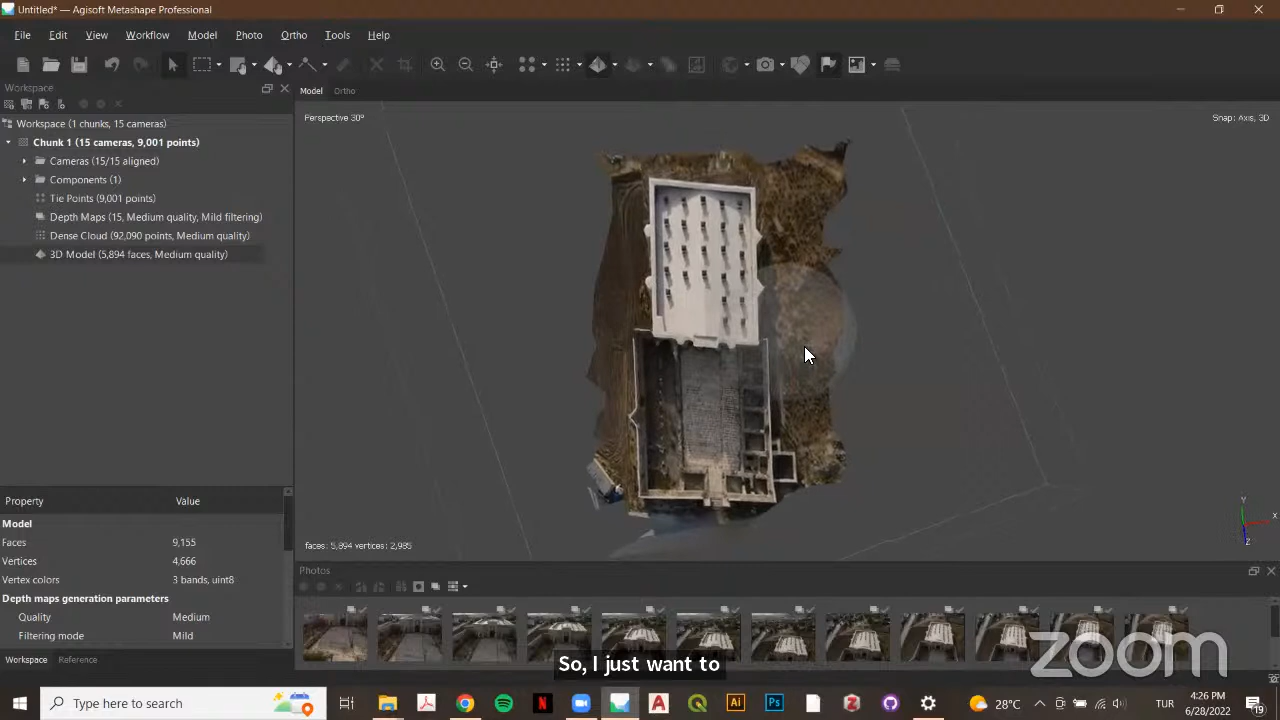 Untitled* — Agisoft Metashape Professional
File Edit View Workflow Model Photo Ortho Tools Help
Workspace
Model Ortho
Workspace (1 chunks, 15 cameras)
Perspective 30°
Snap: Axis, 3D
Chunk 1 (15 cameras, 9,001 points)
Cameras (15/15 aligned)
Components (1)
Tie Points (9,001 points)
Depth Maps (15, Medium quality, Mild filtering)
Dense Cloud (92,090 points, Medium quality)
3D Model (5,894 faces, Medium quality)
Property Value
Model
Faces 9,155
Vertices 4,666
Vertex colors 3 bands, uint8
Depth maps generation parameters
Quality Medium
Filtering mode Mild
Y
X
Z
faces: 5,894 vertices: 2,985
Photos
Workspace Reference
So, I just want to
zoom
Type here to search
N
A
Ai
Ps
28°C
TUR
4:26 PM
6/28/2022
19